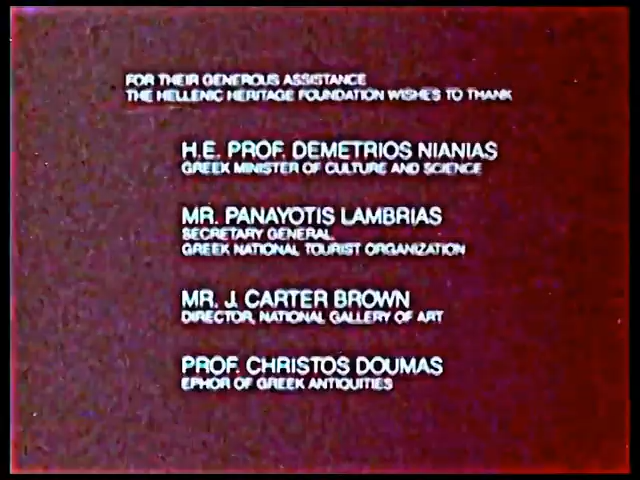 FOR THEIR GENEROUS ASSISTANCE
THE HELLENIC HERITAGE FOUNDATION WISHES TO THANK
H.E. PROF. DEMETRIOS NIANIAS
GREEK MINISTER OF CULTURE AND SCIENCE
MR. PANAYOTIS LAMBRIAS
SECRETARY GENERAL,
GREEK NATIONAL TOURIST ORGANIZATION
MR. J. CARTER BROWN
DIRECTOR, NATIONAL GALLERY OF ART
PROF. CHRISTOS DOUMAS
EPHOR OF GREEK ANTIQUITIES